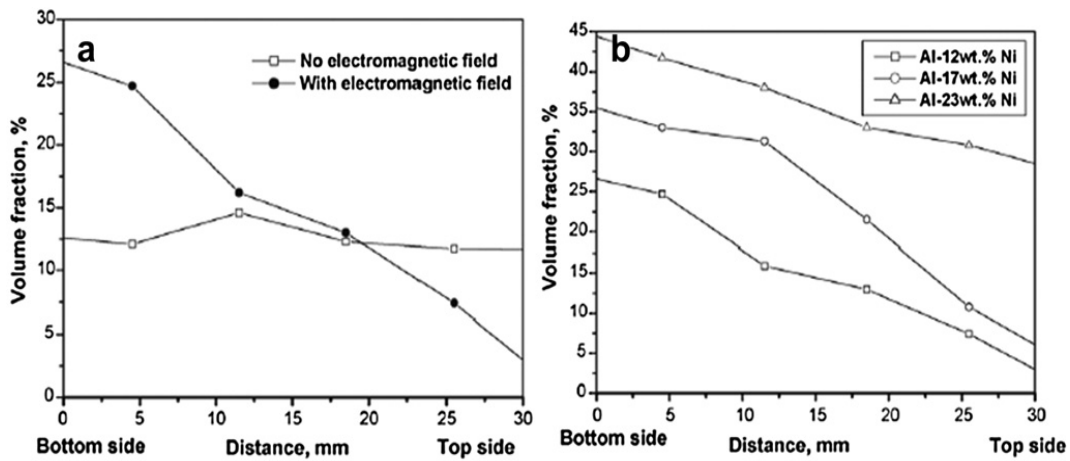 a
30
25
20
15
10
5
0
Volume fraction, %
No electromagnetic field
With electromagnetic field
0 5 10 15 20 25 30
Bottom side Distance, mm Top side
b
45
40
35
30
25
20
15
10
5
0
Volume fraction, %
Al-12wt.% Ni
Al-17wt.% Ni
Al-23wt.% Ni
0 5 10 15 20 25 30
Bottom side Distance, mm Top side